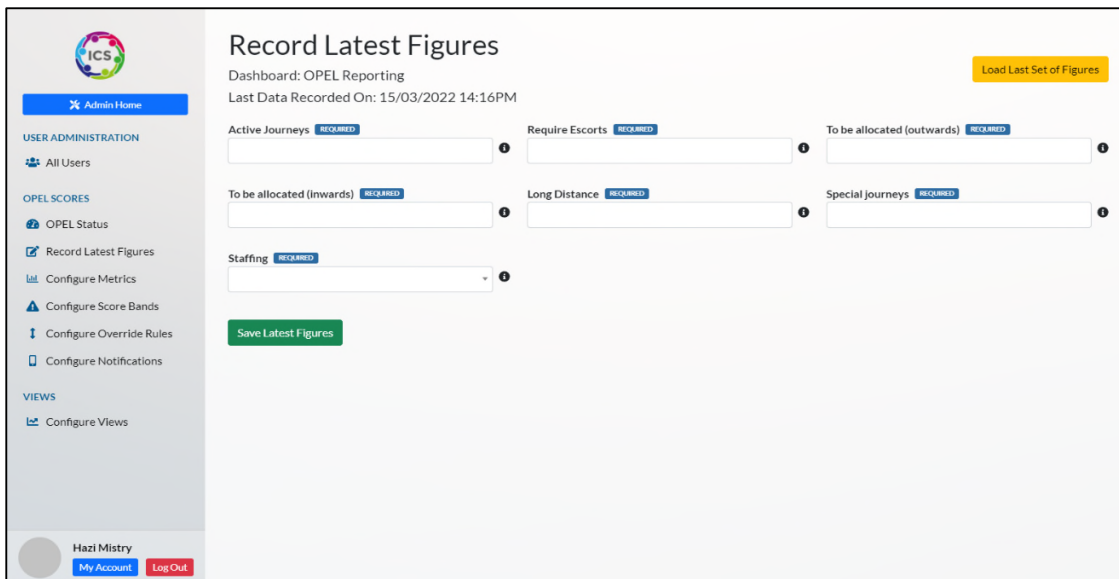 ICS
Admin Home
USER ADMINISTRATION
All Users
OPEL SCORES
OPEL Status
Record Latest Figures
Configure Metrics
Configure Score Bands
Configure Override Rules
Configure Notifications
VIEWS
Configure Views
Hazi Mistry
My Account Log Out
Record Latest Figures
Dashboard: OPEL Reporting
Last Data Recorded On: 15/03/2022 14:16PM
Load Last Set of Figures
Active Journeys REQUIRED
Require Escorts REQUIRED
To be allocated (outwards) REQUIRED
To be allocated (inwards) REQUIRED
Long Distance REQUIRED
Special journeys REQUIRED
Staffing REQUIRED
Save Latest Figures